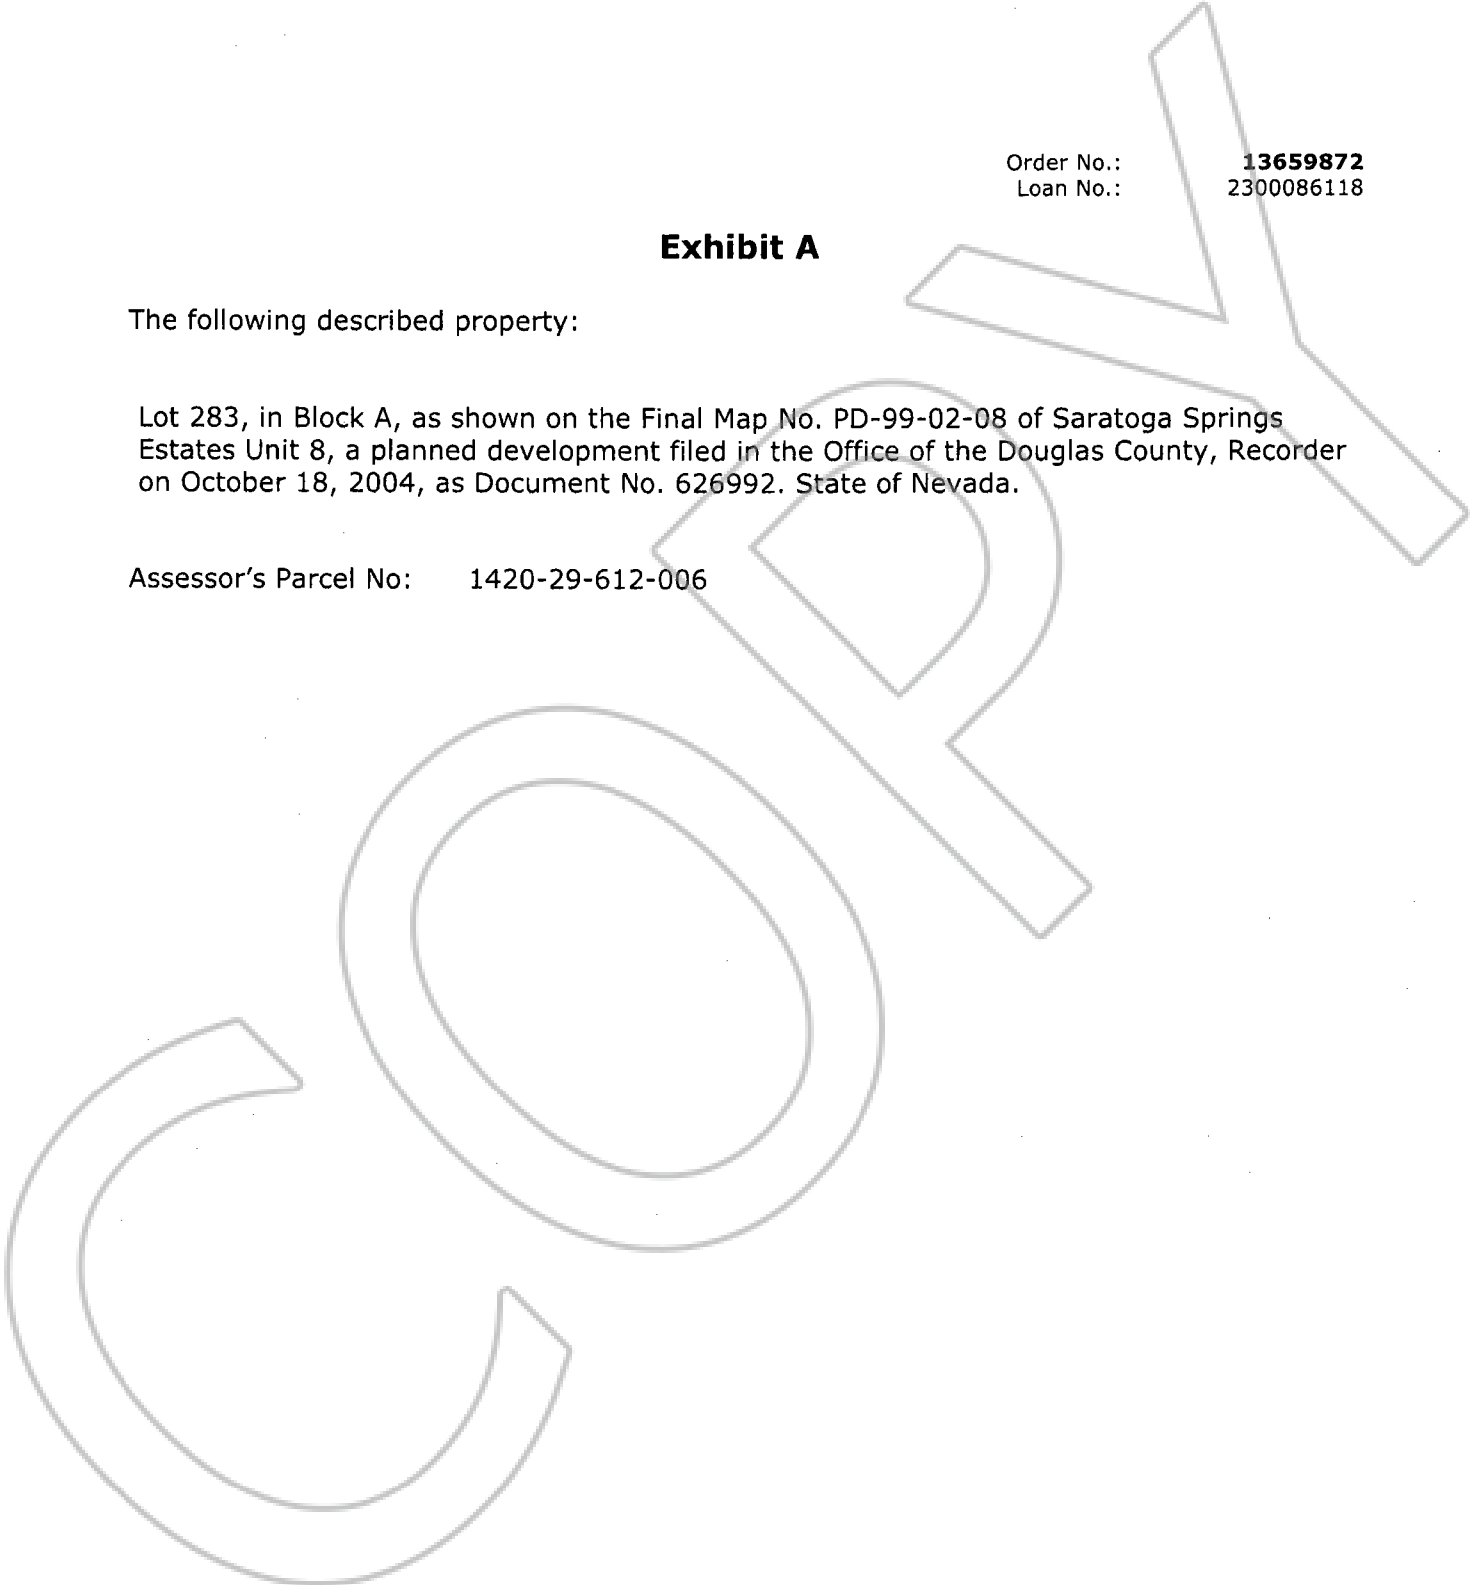 Order No.: 13659872
Loan No.: 2300086118
Exhibit A
The following described property:
Lot 283, in Block A, as shown on the Final Map No. PD-99-02-08 of Saratoga Springs
Estates Unit 8, a planned development filed in the Office of the Douglas County, Recorder
on October 18, 2004, as Document No. 626992. State of Nevada.
Assessor's Parcel No: 1420-29-612-006
COPY